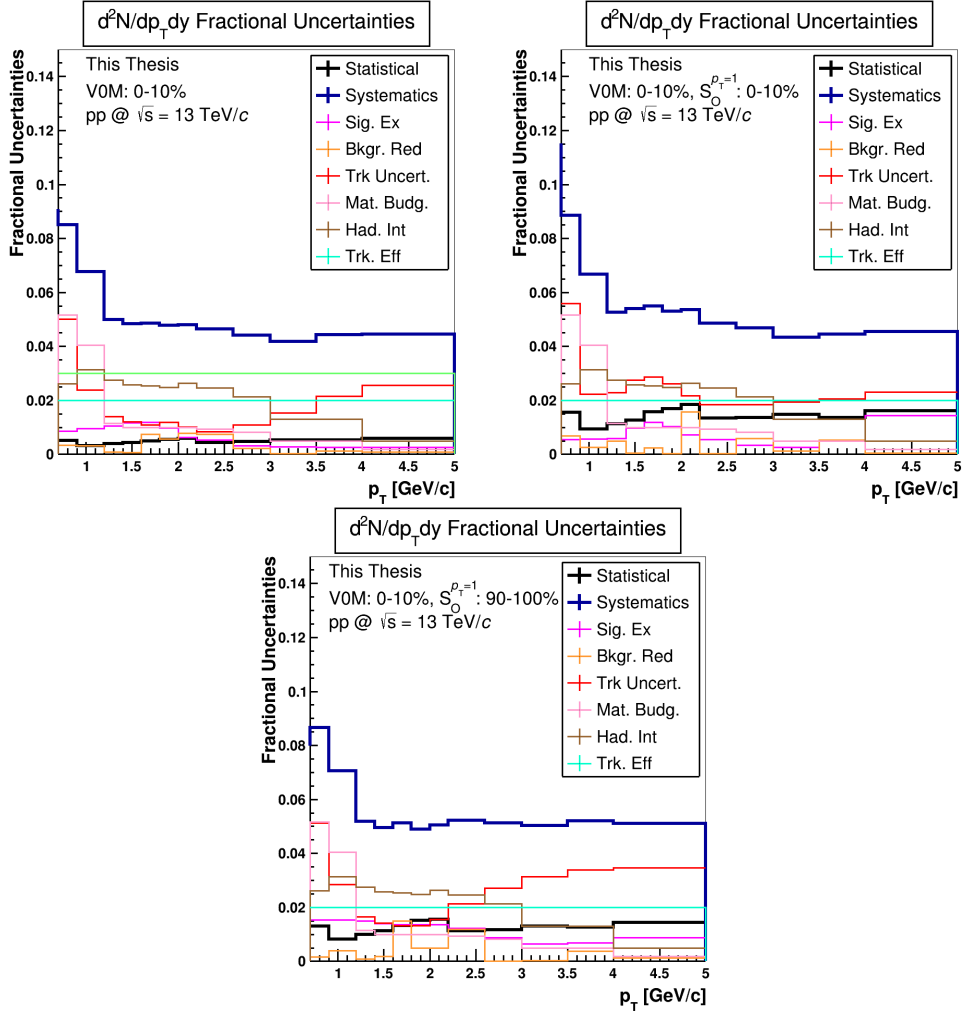 d²N/dp_Tdy Fractional Uncertainties
Fractional Uncertainties
This Thesis
V0M: 0-10%
pp @ √s = 13 TeV/c
Statistical
Systematics
Sig. Ex
Bkgr. Red
Trk Uncert.
Mat. Budg.
Had. Int
Trk. Eff
0.14
0.12
0.1
0.08
0.06
0.04
0.02
0
1 1.5 2 2.5 3 3.5 4 4.5 5
p_T [GeV/c]
d²N/dp_Tdy Fractional Uncertainties
Fractional Uncertainties
This Thesis
V0M: 0-10%, S_O^{p_T=1}: 0-10%
pp @ √s = 13 TeV/c
Statistical
Systematics
Sig. Ex
Bkgr. Red
Trk Uncert.
Mat. Budg.
Had. Int
Trk. Eff
0.14
0.12
0.1
0.08
0.06
0.04
0.02
0
1 1.5 2 2.5 3 3.5 4 4.5 5
p_T [GeV/c]
d²N/dp_Tdy Fractional Uncertainties
Fractional Uncertainties
This Thesis
V0M: 0-10%, S_O^{p_T=1}: 90-100%
pp @ √s = 13 TeV/c
Statistical
Systematics
Sig. Ex
Bkgr. Red
Trk Uncert.
Mat. Budg.
Had. Int
Trk. Eff
0.14
0.12
0.1
0.08
0.06
0.04
0.02
0
1 1.5 2 2.5 3 3.5 4 4.5 5
p_T [GeV/c]